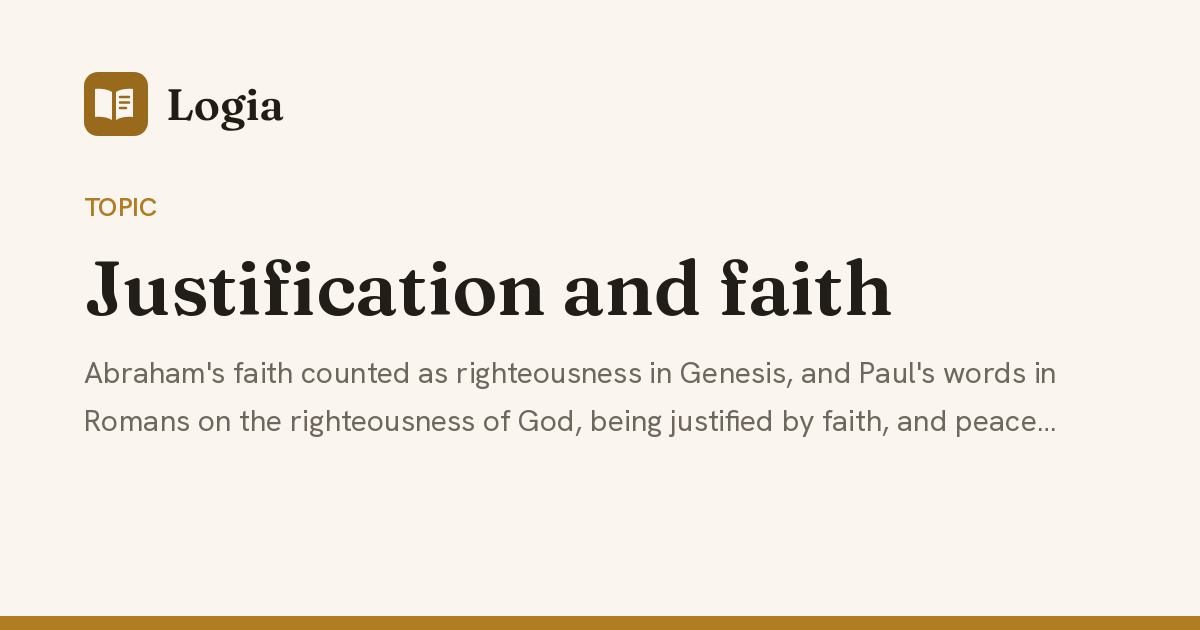 Logia
TOPIC
Justification and faith
Abraham's faith counted as righteousness in Genesis, and Paul's words in
Romans on the righteousness of God, being justified by faith, and peace…